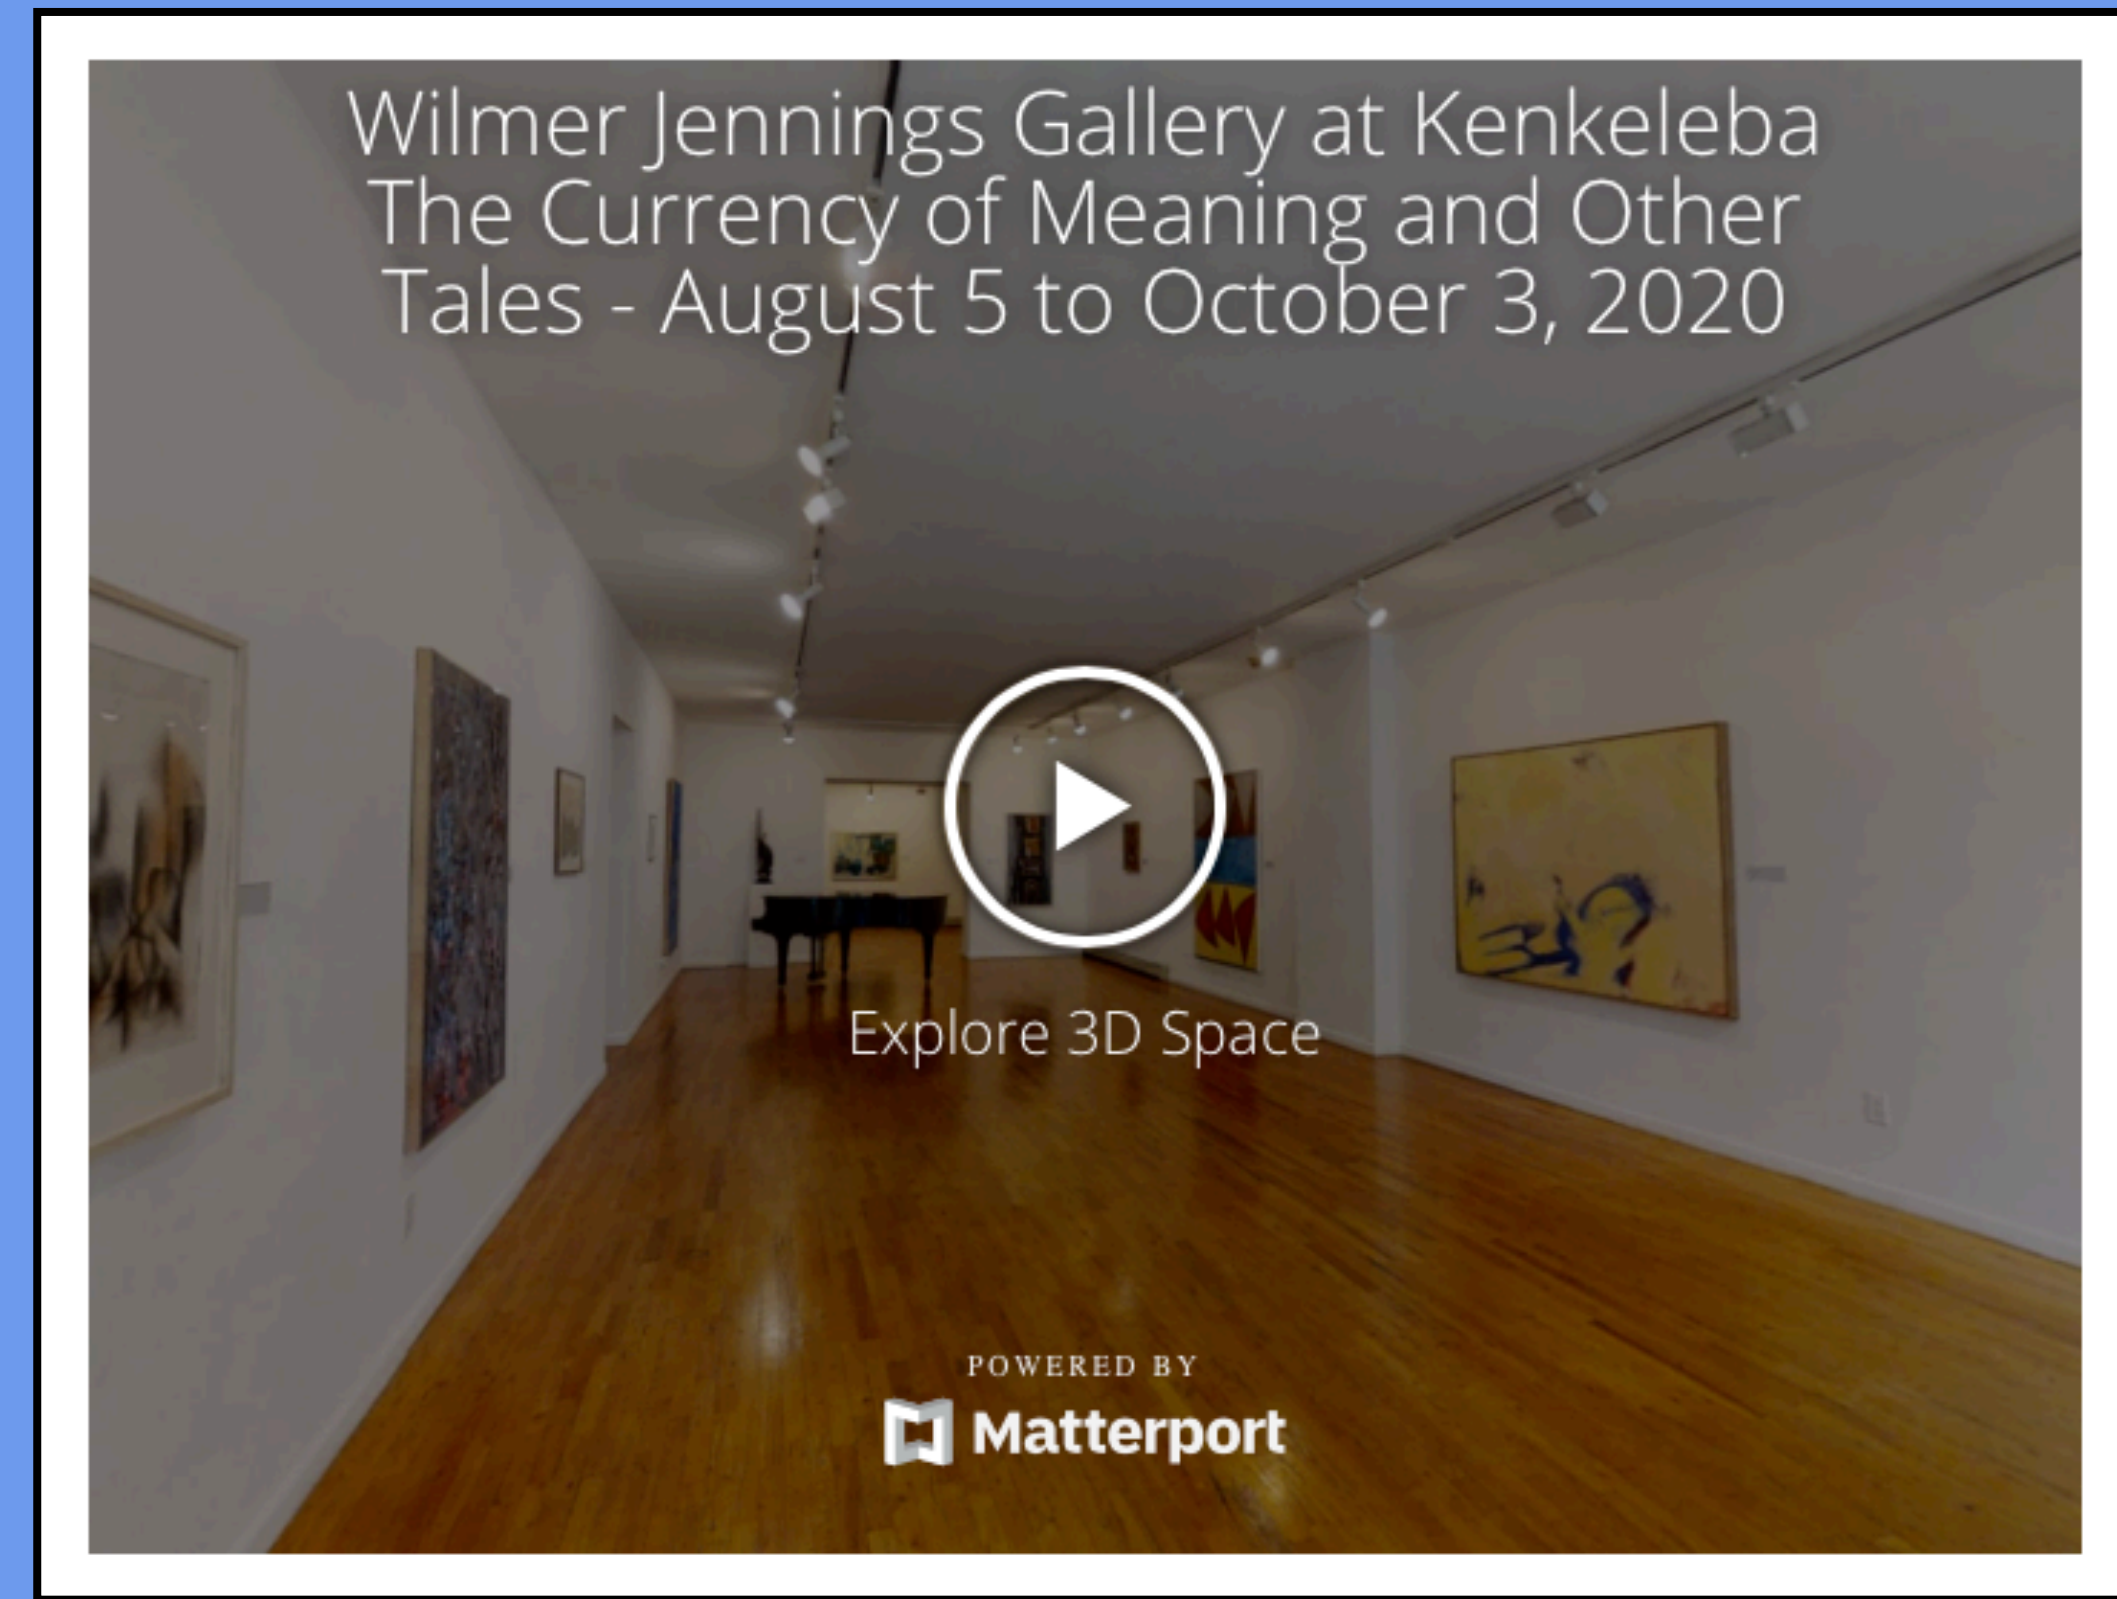 Wilmer Jennings Gallery at Kenkeleba
The Currency of Meaning and Other
Tales - August 5 to October 3, 2020
Explore 3D Space
POWERED BY
Matterport